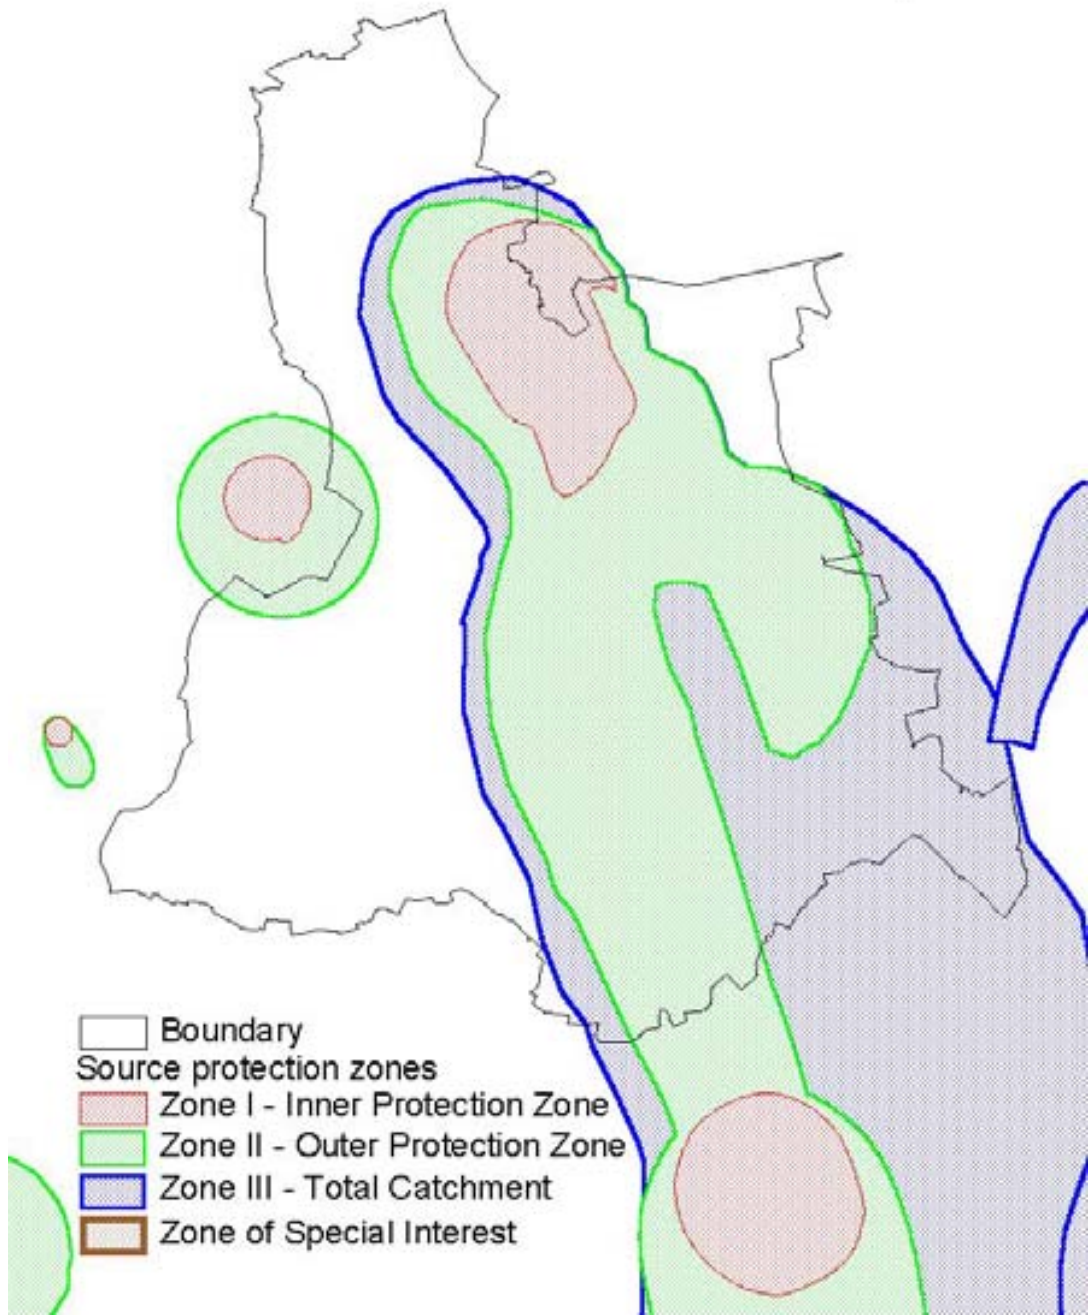 Boundary
Source protection zones
Zone I - Inner Protection Zone
Zone II - Outer Protection Zone
Zone III - Total Catchment
Zone of Special Interest